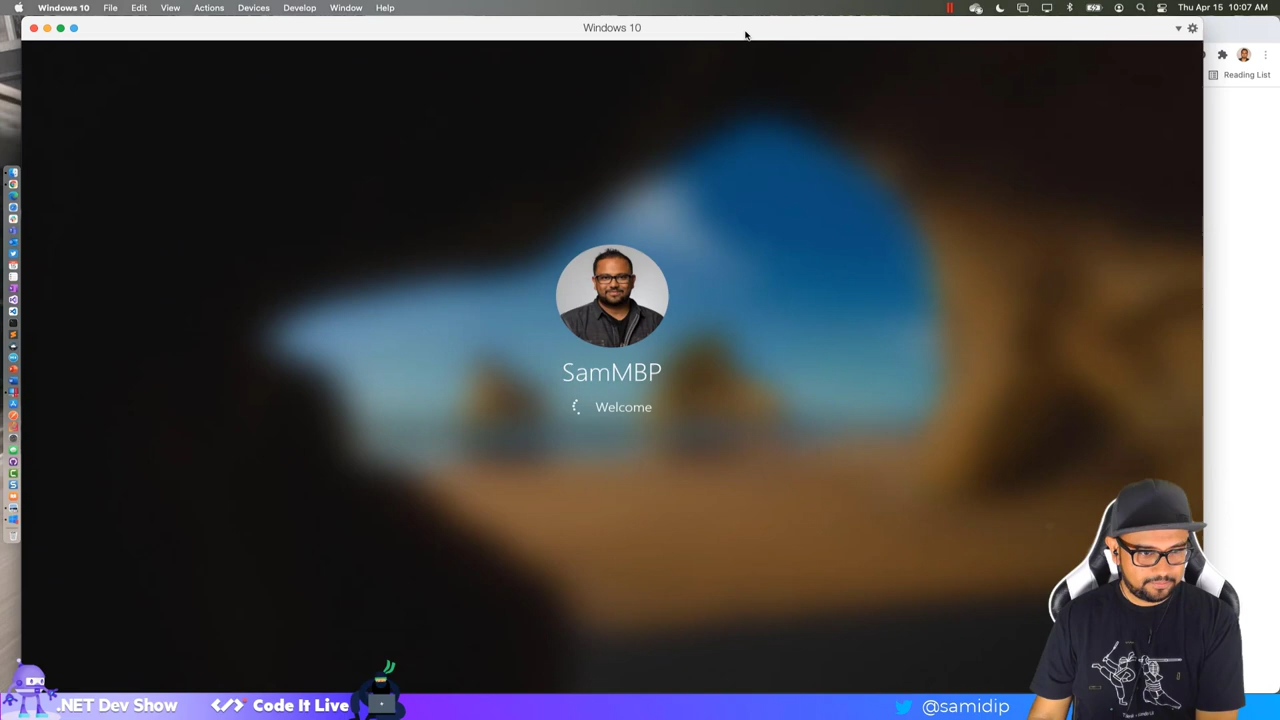 Windows 10 File Edit View Actions Devices Develop Window Help Thu Apr 15 10:07 AM
Windows 10
Reading List
SamMBP
Welcome
.NET Dev Show </> Code It Live @samidip